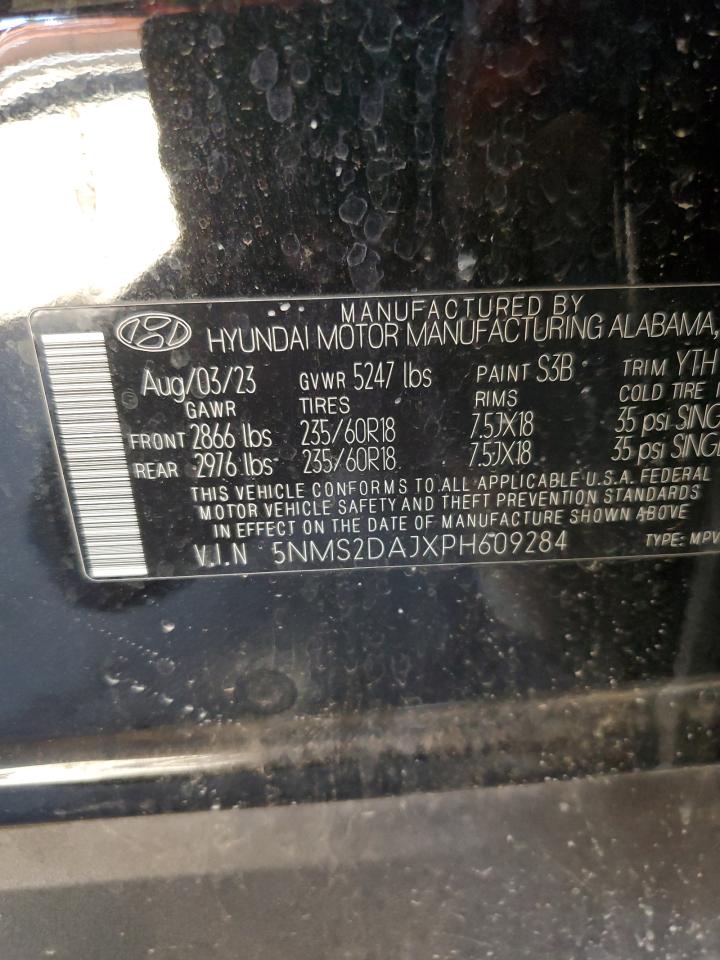 MANUFACTURED BY
HYUNDAI MOTOR MANUFACTURING ALABAMA,
Aug/03/23 GVWR 5247 lbs PAINT S3B TRIM YTH
GAWR TIRES RIMS COLD TIRE
FRONT 2866 lbs 235/60R18 7.5JX18 35 psi SING
REAR 2976 lbs 235/60R18 7.5JX18 35 psi SINGL
THIS VEHICLE CONFORMS TO ALL APPLICABLE U.S.A. FEDERAL
MOTOR VEHICLE SAFETY AND THEFT PREVENTION STANDARDS
IN EFFECT ON THE DATE OF MANUFACTURE SHOWN ABOVE
V.I.N 5NMS2DAJXPH609284 TYPE: MPV